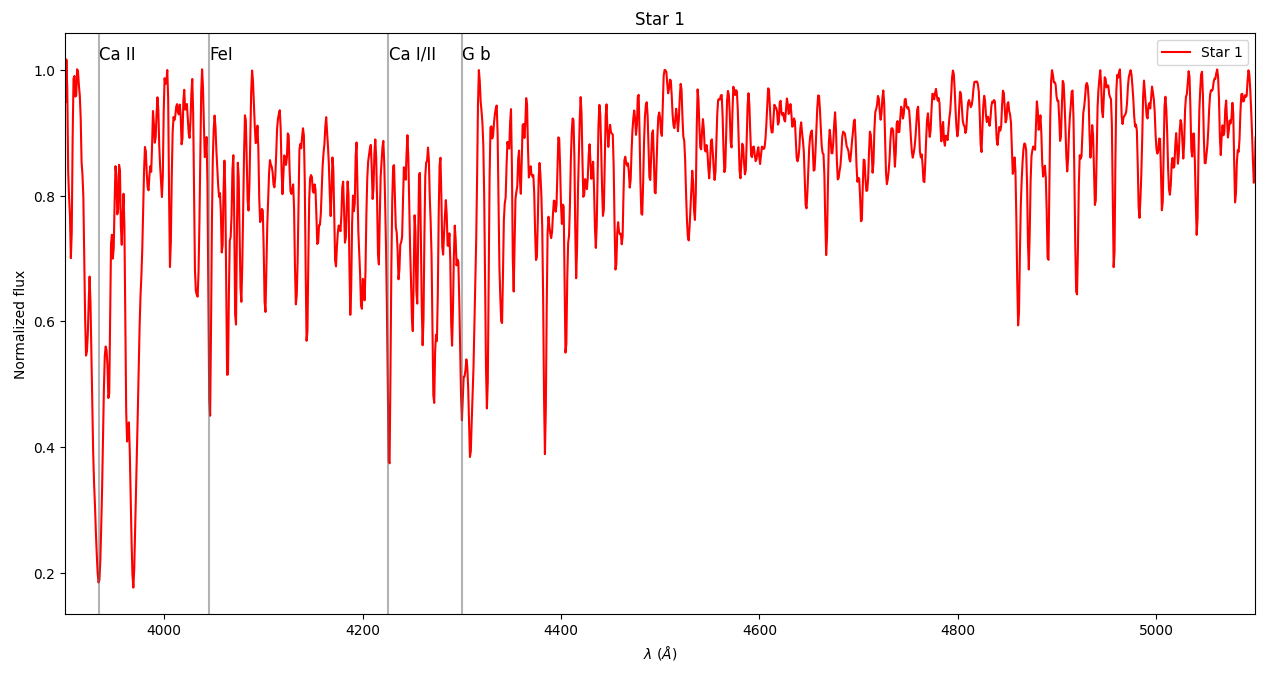 Star 1
Ca II
FeI
Ca I/II
G b
Star 1
Normalized flux
1.0
0.8
0.6
0.4
0.2
4000
4200
4400
4600
4800
5000
λ (Å)